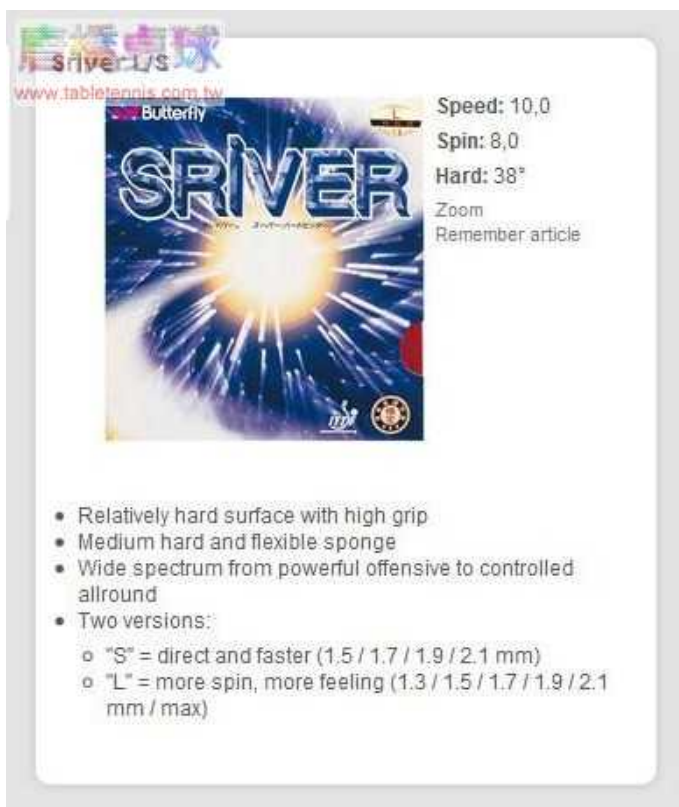 Sriver L/S
www.tabletennis.com.tw
Butterfly
SRIVER
Speed: 10,0
Spin: 8,0
Hard: 38°
Zoom
Remember article
ITTF
• Relatively hard surface with high grip
• Medium hard and flexible sponge
• Wide spectrum from powerful offensive to controlled
allround
• Two versions:
○ "S" = direct and faster (1.5 / 1.7 / 1.9 / 2.1 mm)
○ "L" = more spin, more feeling (1.3 / 1.5 / 1.7 / 1.9 / 2.1
mm / max)